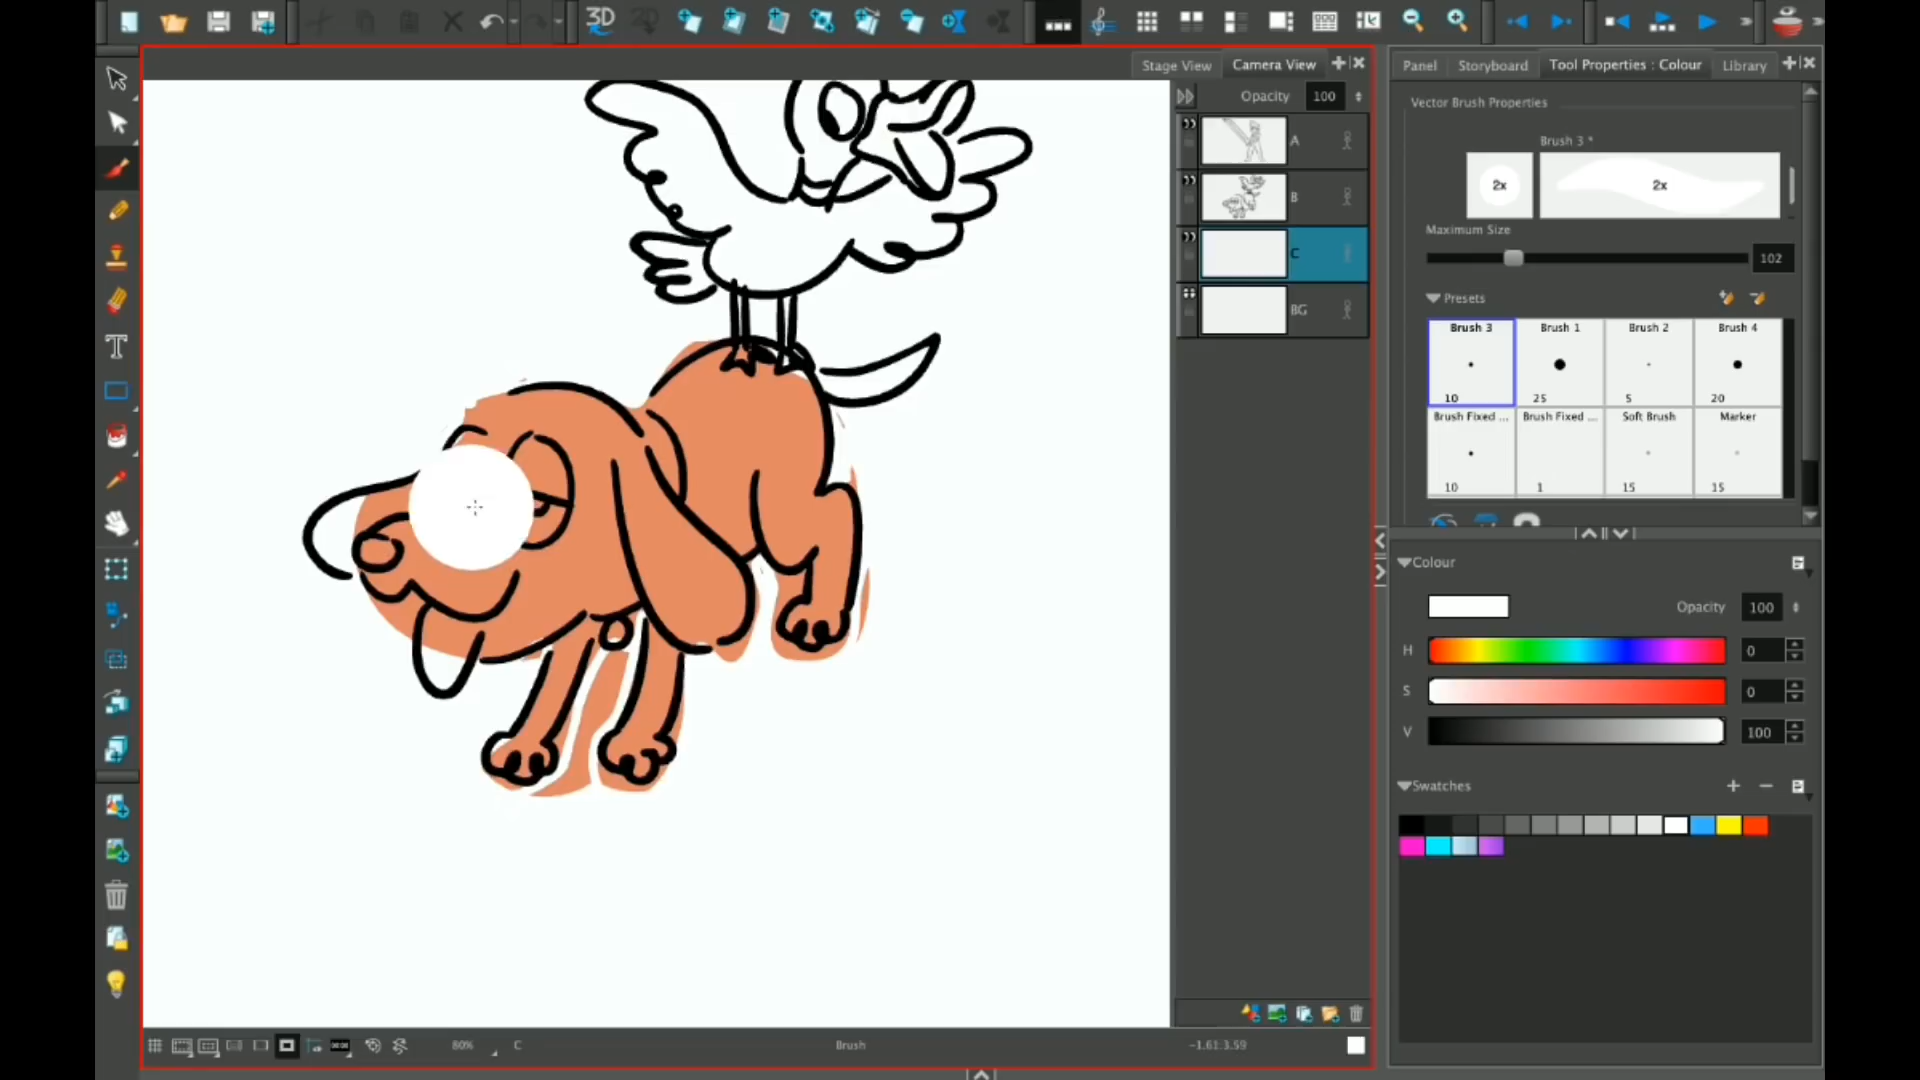 3D
Stage View
Camera View
Panel
Storyboard
Tool Properties : Colour
Library
Opacity 100
A
B
C
BG
Vector Brush Properties
Brush 3 *
2x
2x
Maximum Size
102
Presets
Brush 3
Brush 1
Brush 2
Brush 4
10
25
5
20
Brush Fixed ...
Brush Fixed ...
Soft Brush
Marker
10
1
15
15
Colour
Opacity 100
H 0
S 0
V 100
Swatches
80%
C
Brush
-1.61:3.59